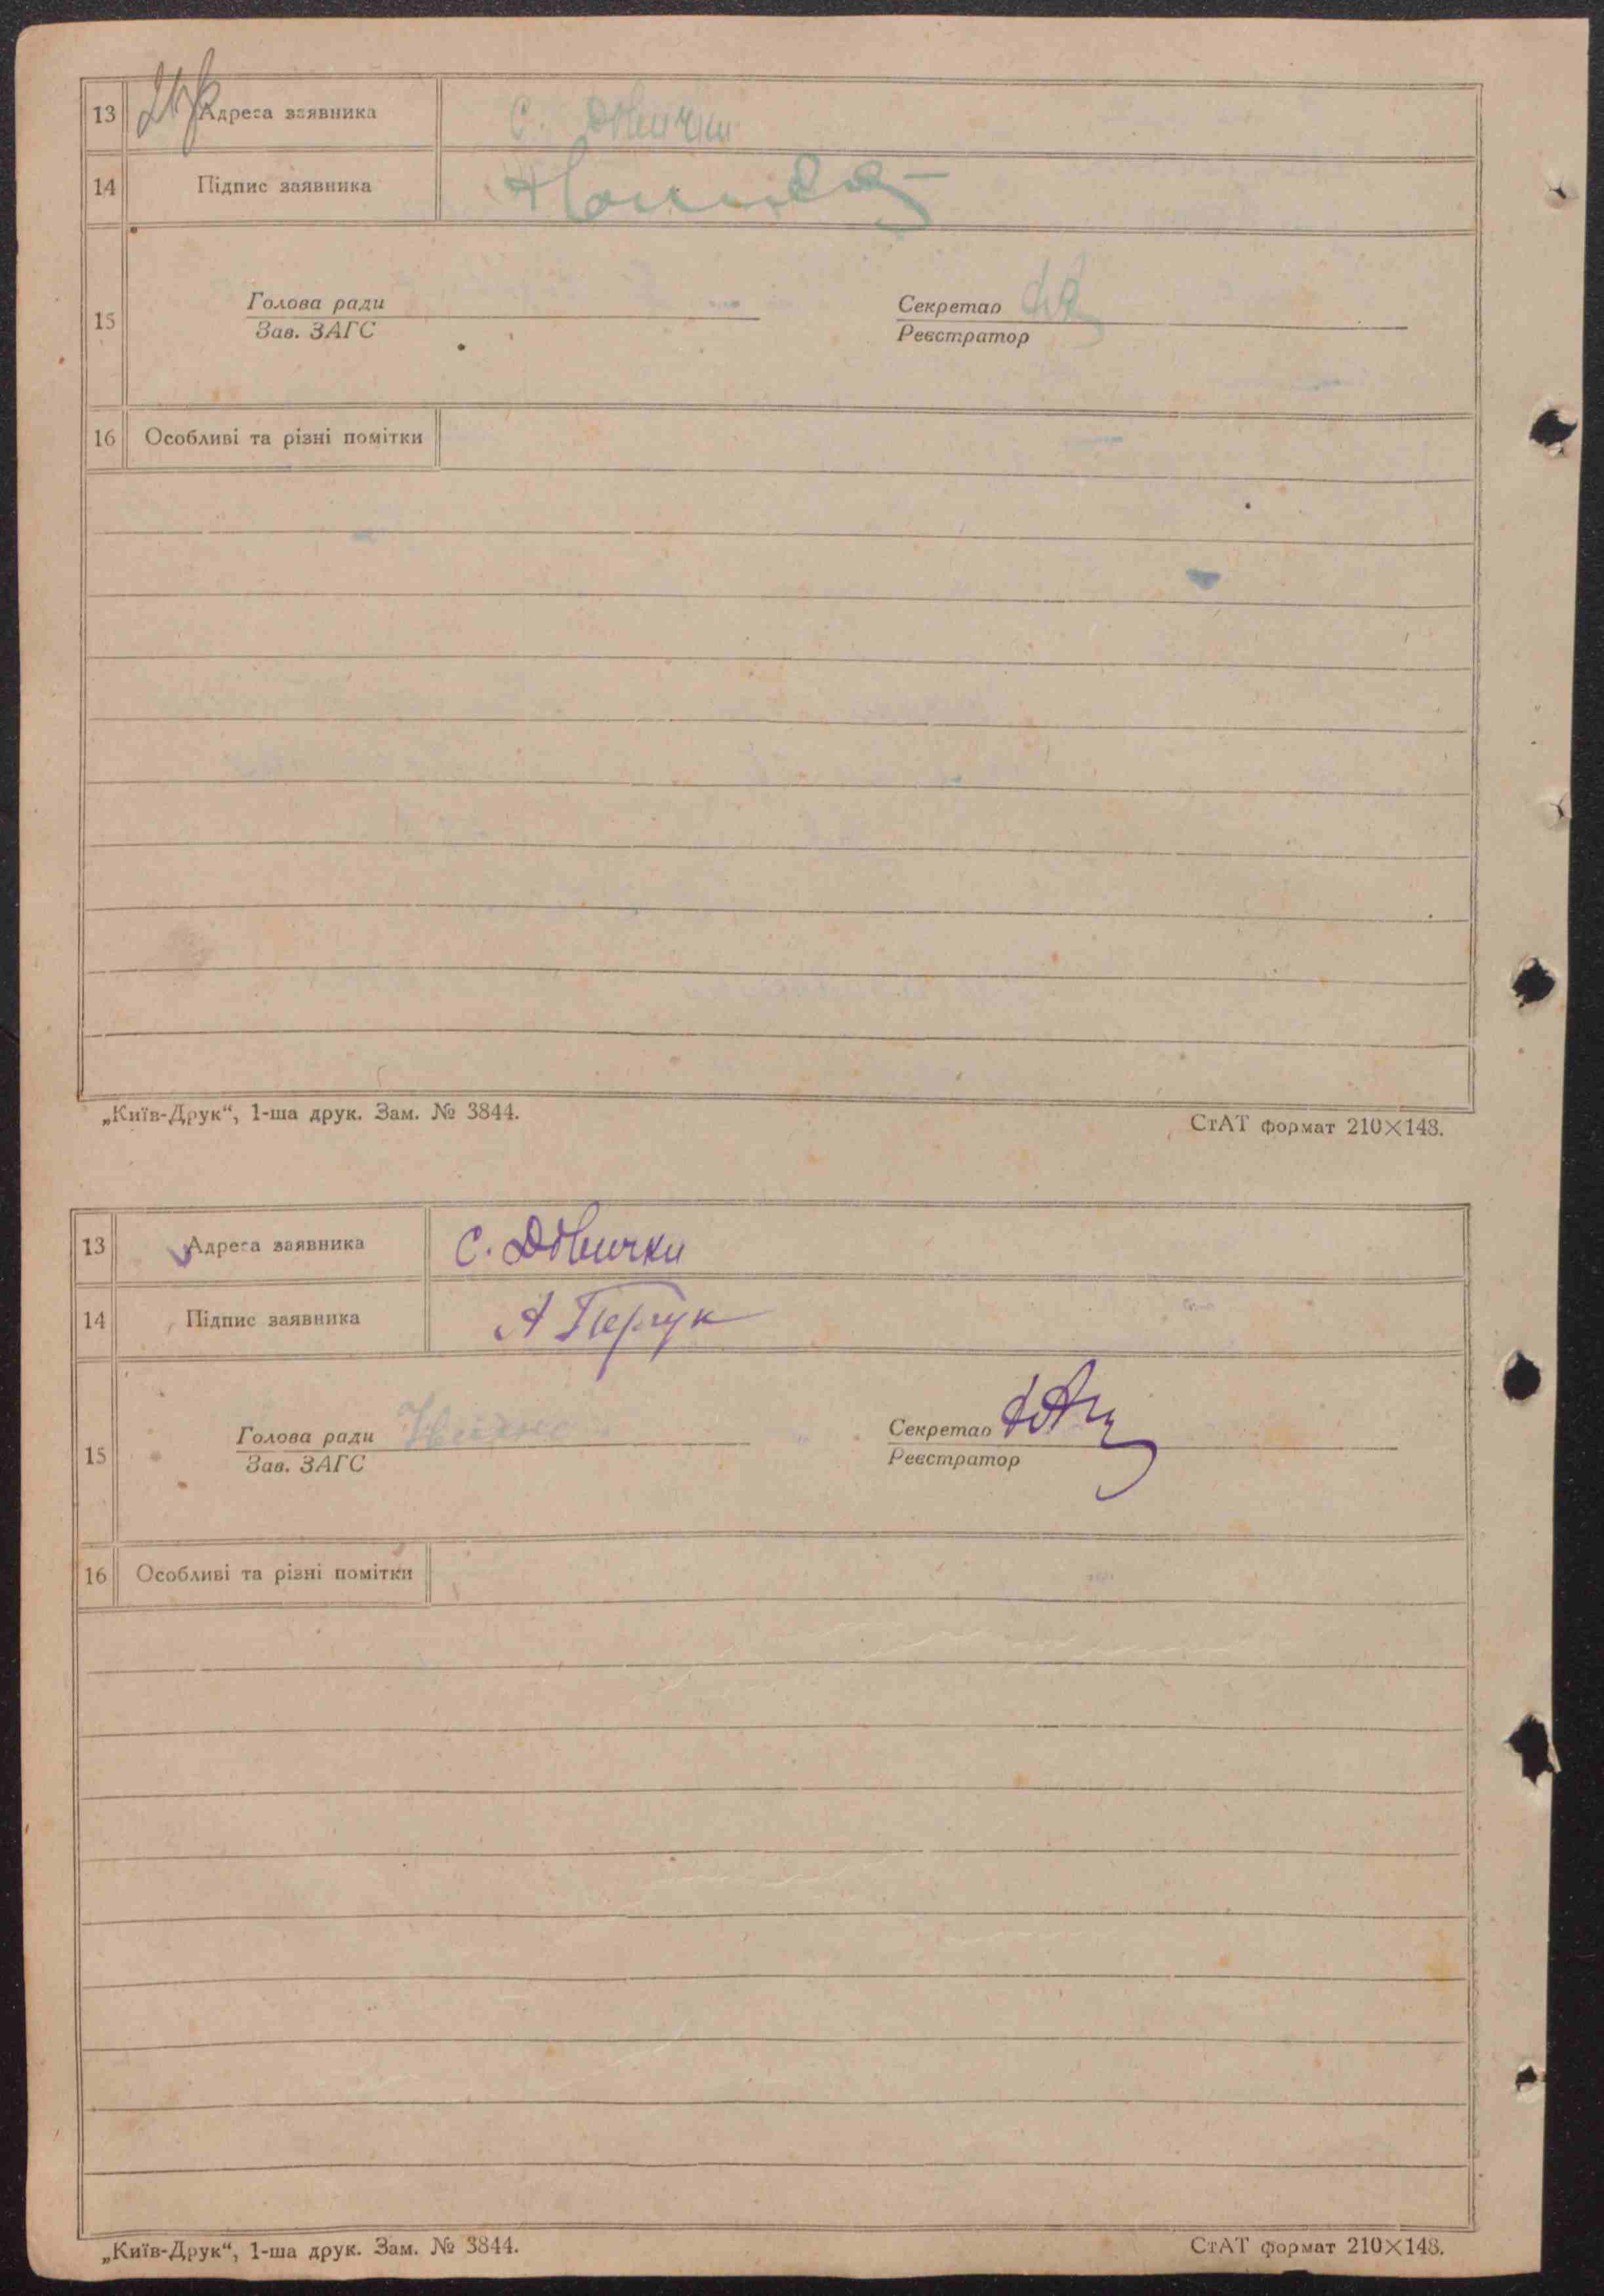 13 Адреса заявника С. Дівички
14 Підпис заявника
Голова ради Секретар
15
Зав. ЗАГС Реєстратор
16 Особливі та різні помітки
„Київ-Друк“, 1-ша друк. Зам. № 3844. СтАТ формат 210×148.
13 Адреса заявника С. Дівички
14 Підпис заявника А
Голова ради Секретар
15
Зав. ЗАГС Реєстратор
16 Особливі та різні помітки
„Київ-Друк“, 1-ша друк. Зам. № 3844. СтАТ формат 210×148.